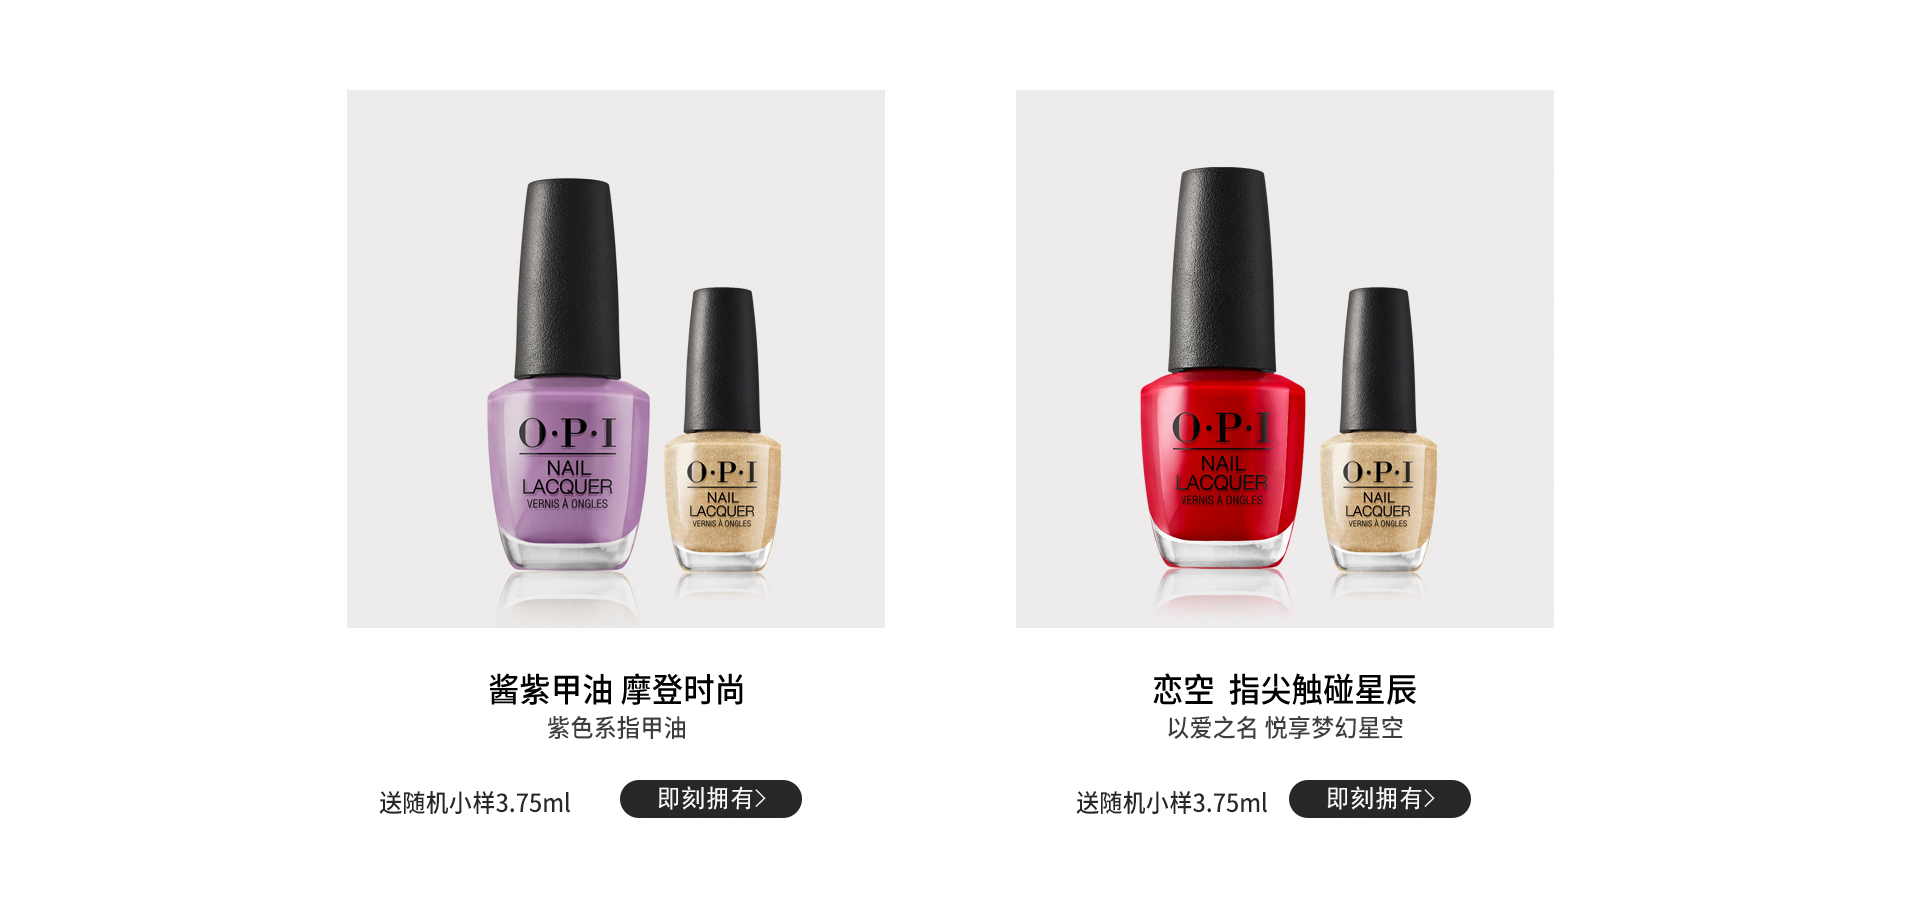 O·P·I
NAIL
LACQUER
VERNIS À ONGLES
O·P·I
NAIL
LACQUER
VERNIS À ONGLES
酱紫甲油 摩登时尚
紫色系指甲油
送随机小样3.75ml
即刻拥有>
O·P·I
NAIL
LACQUER
VERNIS À ONGLES
O·P·I
NAIL
LACQUER
VERNIS À ONGLES
恋空 指尖触碰星辰
以爱之名 悦享梦幻星空
送随机小样3.75ml
即刻拥有>